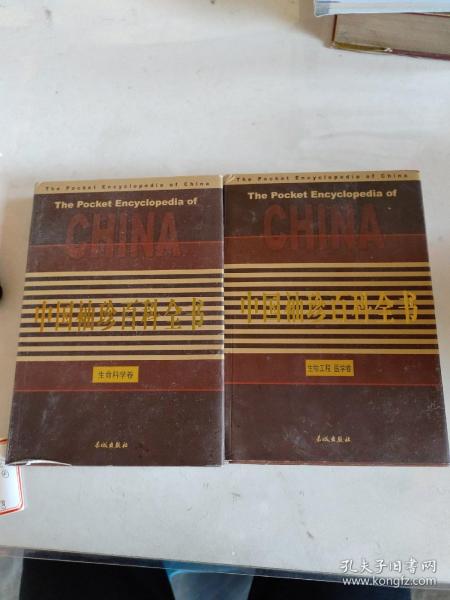 The Pocket Encyclopedia of China
The Pocket Encyclopedia of
CHINA
中国袖珍百科全书
生命科学卷
长城出版社
The Pocket Encyclopedia of China
The Pocket Encyclopedia of
CHINA
中国袖珍百科全书
生物工程 医学卷
长城出版社
孔夫子旧书网
www.kongfz.com